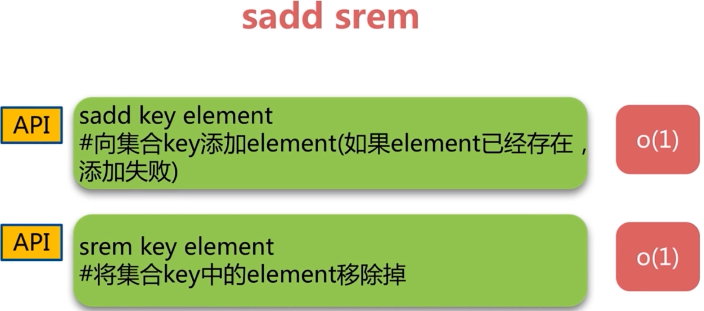 sadd srem
API
sadd key element
#向集合key添加element(如果element已经存在，
添加失败)
o(1)
API
srem key element
#将集合key中的element移除掉
o(1)